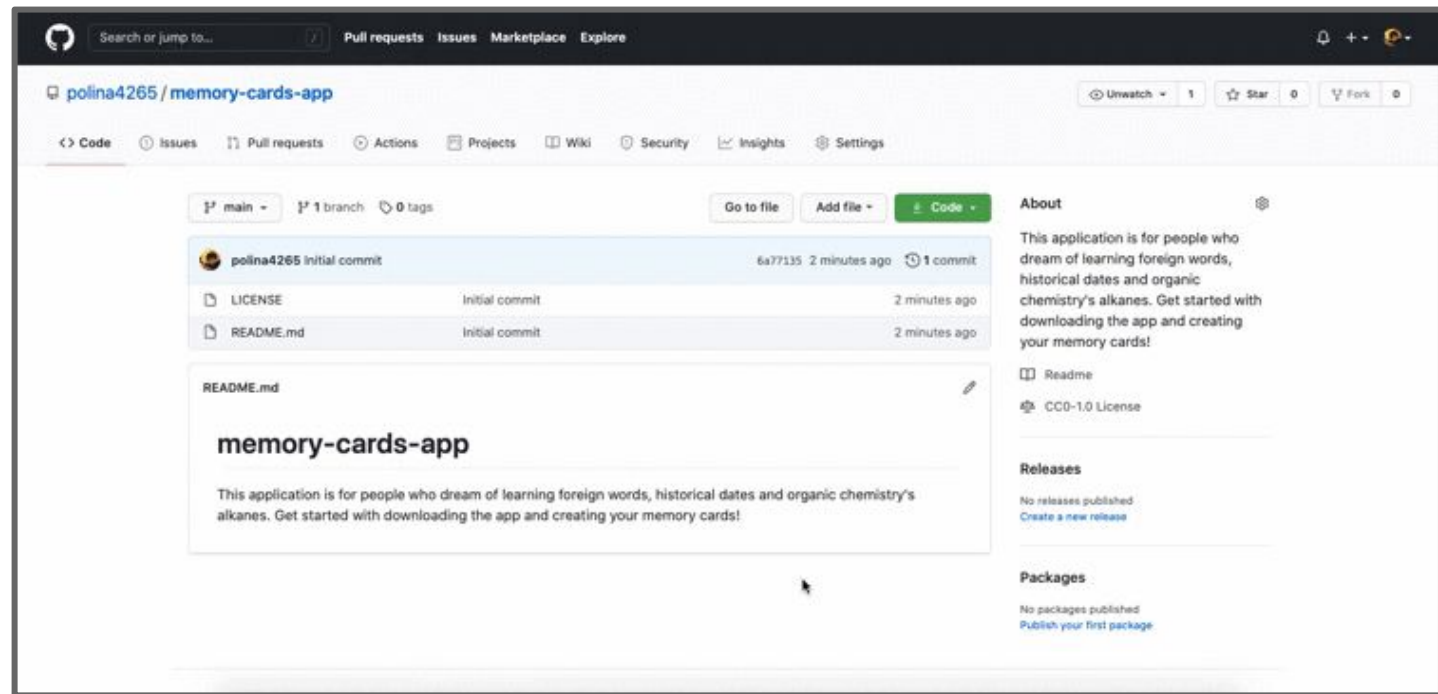 Search or jump to... /
Pull requests Issues Marketplace Explore
polina4265 / memory-cards-app
Unwatch 1 Star 0 Fork 0
<> Code Issues Pull requests Actions Projects Wiki Security Insights Settings
main 1 branch 0 tags
Go to file Add file Code
polina4265 Initial commit 6a77135 2 minutes ago 1 commit
LICENSE Initial commit 2 minutes ago
README.md Initial commit 2 minutes ago
README.md
memory-cards-app
This application is for people who dream of learning foreign words, historical dates and organic chemistry's
alkanes. Get started with downloading the app and creating your memory cards!
About
This application is for people who
dream of learning foreign words,
historical dates and organic
chemistry's alkanes. Get started with
downloading the app and creating
your memory cards!
Readme
CC0-1.0 License
Releases
No releases published
Create a new release
Packages
No packages published
Publish your first package